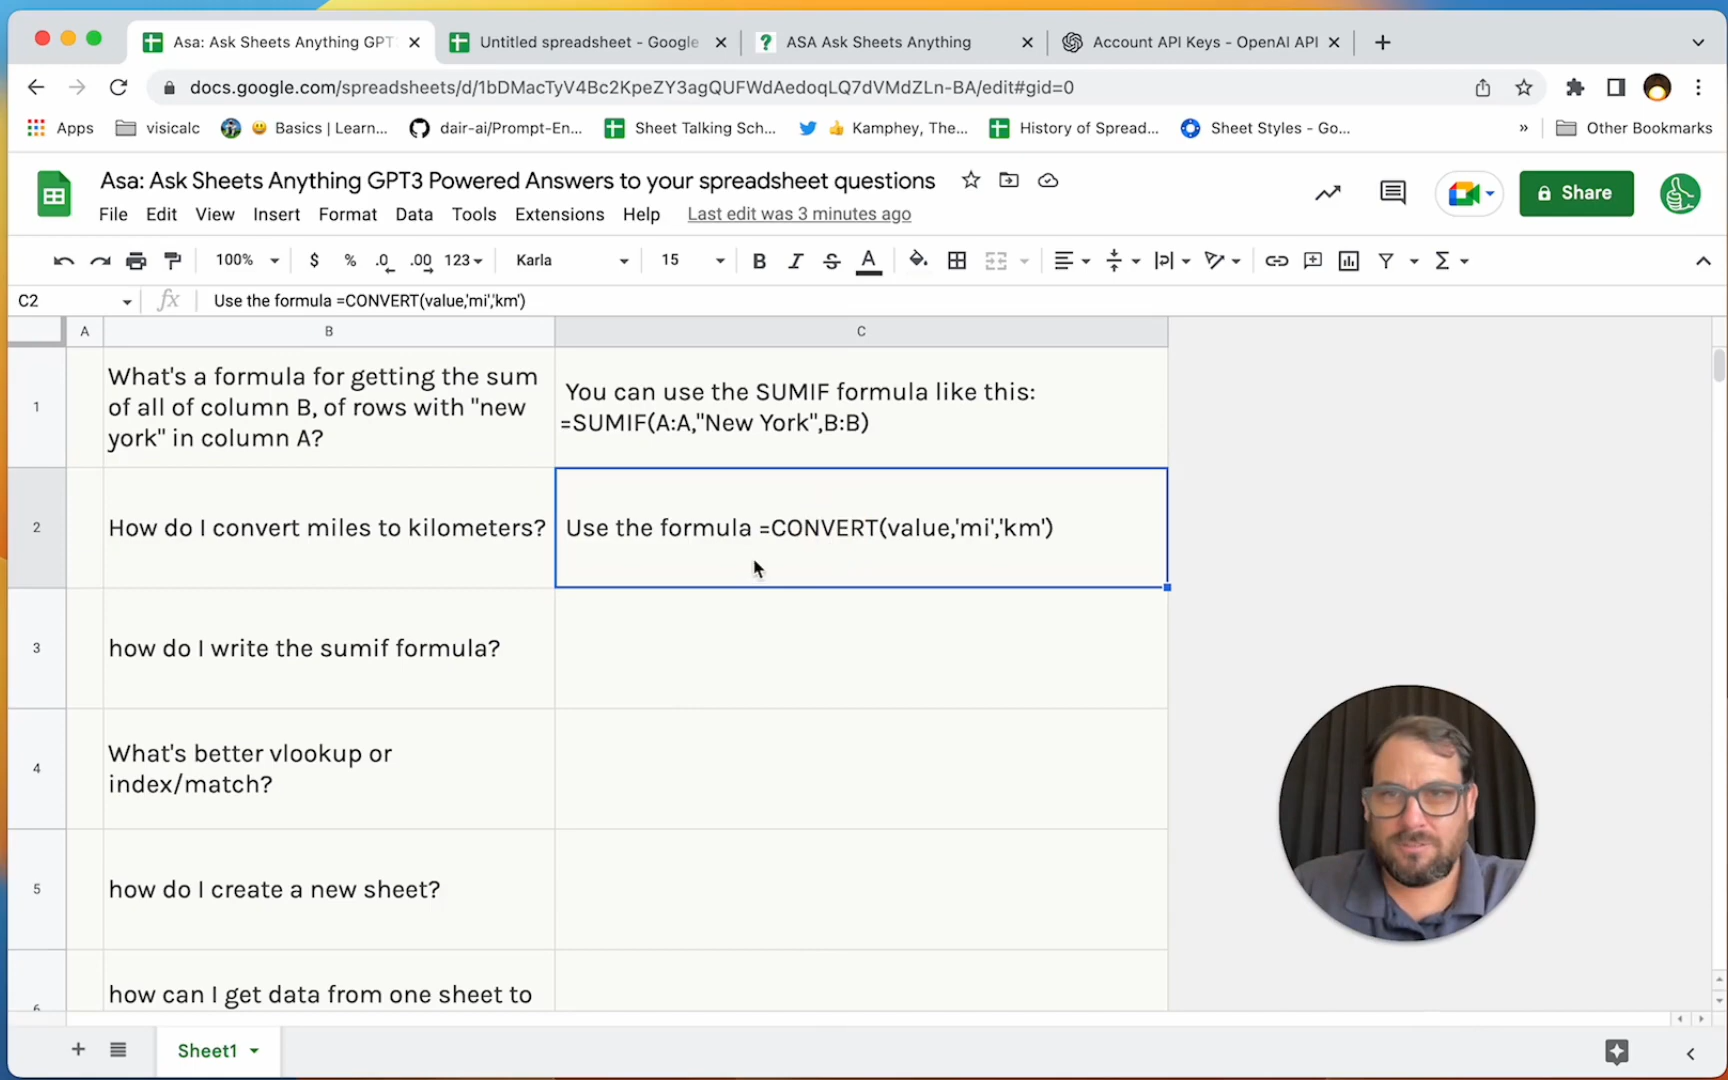 Asa: Ask Sheets Anything GPT
Untitled spreadsheet - Google
ASA Ask Sheets Anything
Account API Keys - OpenAI API
docs.google.com/spreadsheets/d/1bDMacTyV4Bc2KpeZY3agQUFWdAedoqLQ7dVMdZLn-BA/edit#gid=0
Apps
visicalc
Basics | Learn...
dair-ai/Prompt-En...
Sheet Talking Sch...
Kamphey, The...
History of Spread...
Sheet Styles - Go...
»
Other Bookmarks
Asa: Ask Sheets Anything GPT3 Powered Answers to your spreadsheet questions
File Edit View Insert Format Data Tools Extensions Help Last edit was 3 minutes ago
Share
100% $ % .0 .00 123 Karla 15 B I S A
C2 fx Use the formula =CONVERT(value,'mi','km')
A B C
1
What's a formula for getting the sum
of all of column B, of rows with "new
york" in column A?
You can use the SUMIF formula like this:
=SUMIF(A:A,"New York",B:B)
2
How do I convert miles to kilometers?
Use the formula =CONVERT(value,'mi','km')
3
how do I write the sumif formula?
4
What's better vlookup or
index/match?
5
how do I create a new sheet?
6
how can I get data from one sheet to
Sheet1